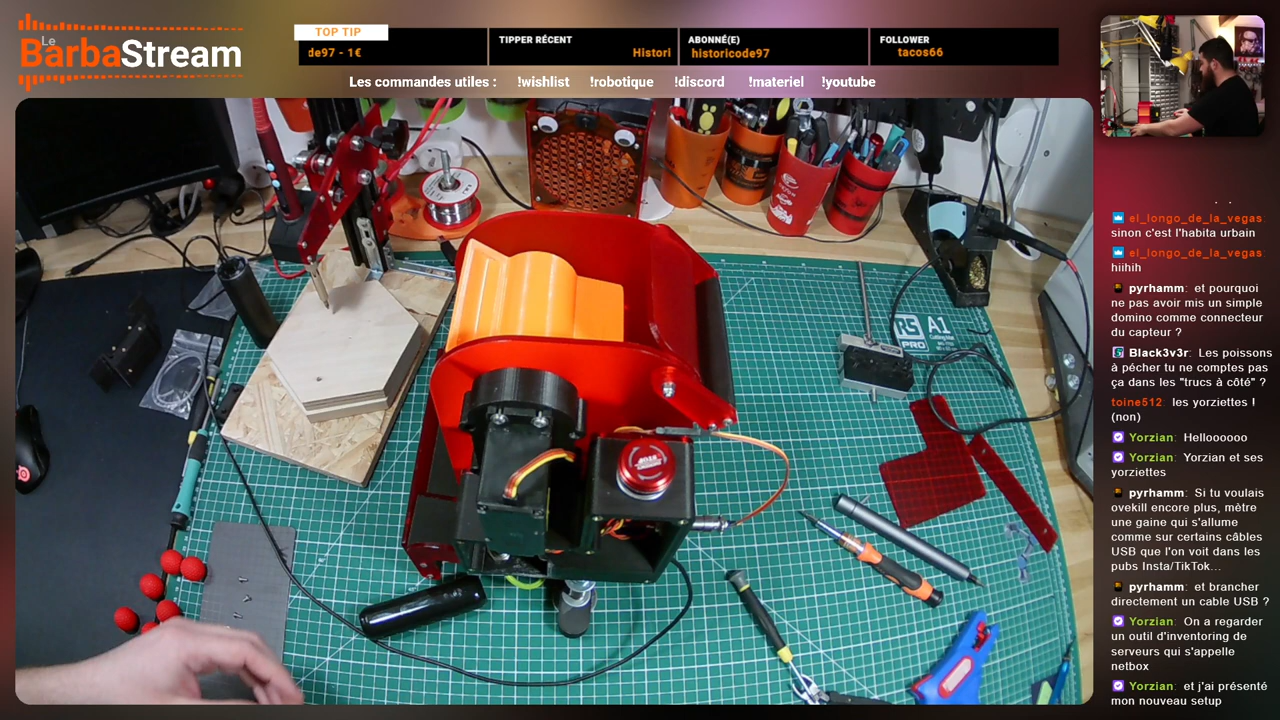 Le
BarbaStream
TOP TIP
de97 - 1€
TIPPER RÉCENT
Histori
ABONNÉ(E)
historicode97
FOLLOWER
tacos66
Les commandes utiles : !wishlist !robotique !discord !materiel !youtube
RS PRO
A1
el_longo_de_la_vegas:
sinon c'est l'habita urbain
el_longo_de_la_vegas:
hiihih
pyrhamm: et pourquoi
ne pas avoir mis un simple
domino comme connecteur
du capteur ?
Black3v3r: Les poissons
à pécher tu ne comptes pas
ça dans les "trucs à côté" ?
toine512 les yorziettes !
(non)
Yorzian: Helloooooo
Yorzian: Yorzian et ses
yorziettes
pyrhamm: Si tu voulais
ovekill encore plus, mêtre
une gaine qui s'allume
comme sur certains câbles
USB que l'on voit dans les
pubs Insta/TikTok...
pyrhamm: et brancher
directement un cable USB ?
Yorzian: On a regarder
un outil d'inventoring de
serveurs qui s'appelle
netbox
Yorzian: et j'ai présenté
mon nouveau setup